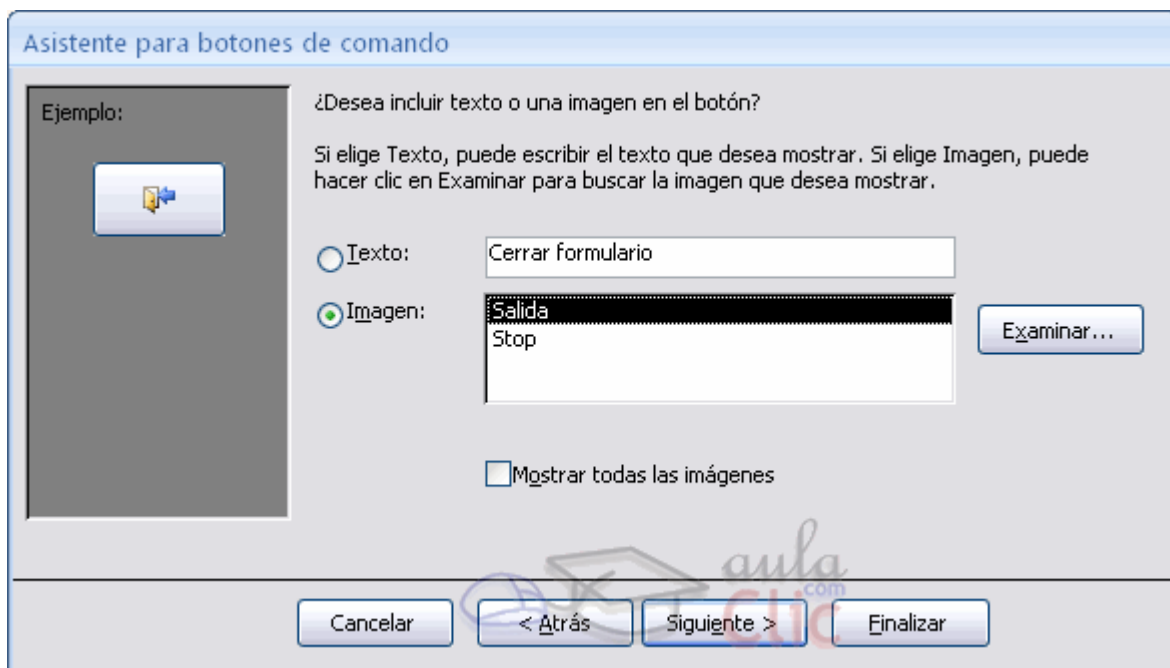 Asistente para botones de comando
Ejemplo:
¿Desea incluir texto o una imagen en el botón?
Si elige Texto, puede escribir el texto que desea mostrar. Si elige Imagen, puede
hacer clic en Examinar para buscar la imagen que desea mostrar.
Texto:
Cerrar formulario
Imagen:
Salida
Stop
Examinar...
Mostrar todas las imágenes
aula
Clic
com
Cancelar
< Atrás
Siguiente >
Finalizar